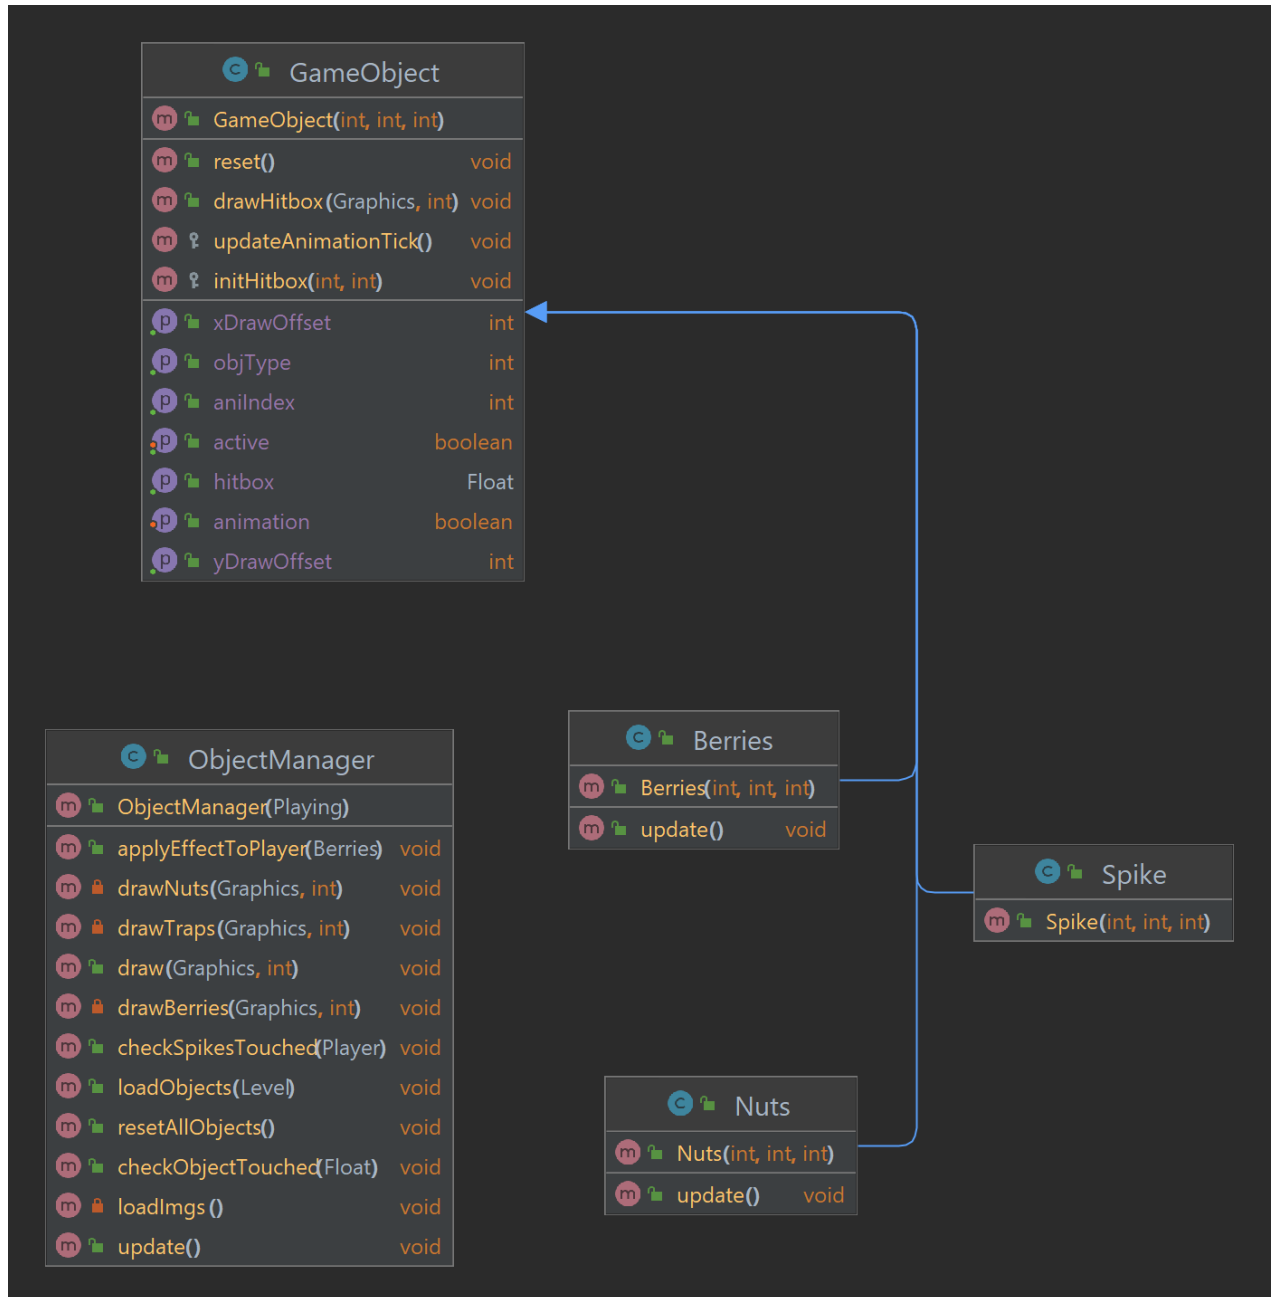 GameObject
GameObject(int, int, int)
reset() void
drawHitbox(Graphics, int) void
updateAnimationTick() void
initHitbox(int, int) void
xDrawOffset int
objType int
aniIndex int
active boolean
hitbox Float
animation boolean
yDrawOffset int
ObjectManager
ObjectManager(Playing)
applyEffectToPlayer(Berries) void
drawNuts(Graphics, int) void
drawTraps(Graphics, int) void
draw(Graphics, int) void
drawBerries(Graphics, int) void
checkSpikesTouched(Player) void
loadObjects(Level) void
resetAllObjects() void
checkObjectTouched(Float) void
loadImgs() void
update() void
Berries
Berries(int, int, int)
update() void
Spike
Spike(int, int, int)
Nuts
Nuts(int, int, int)
update() void